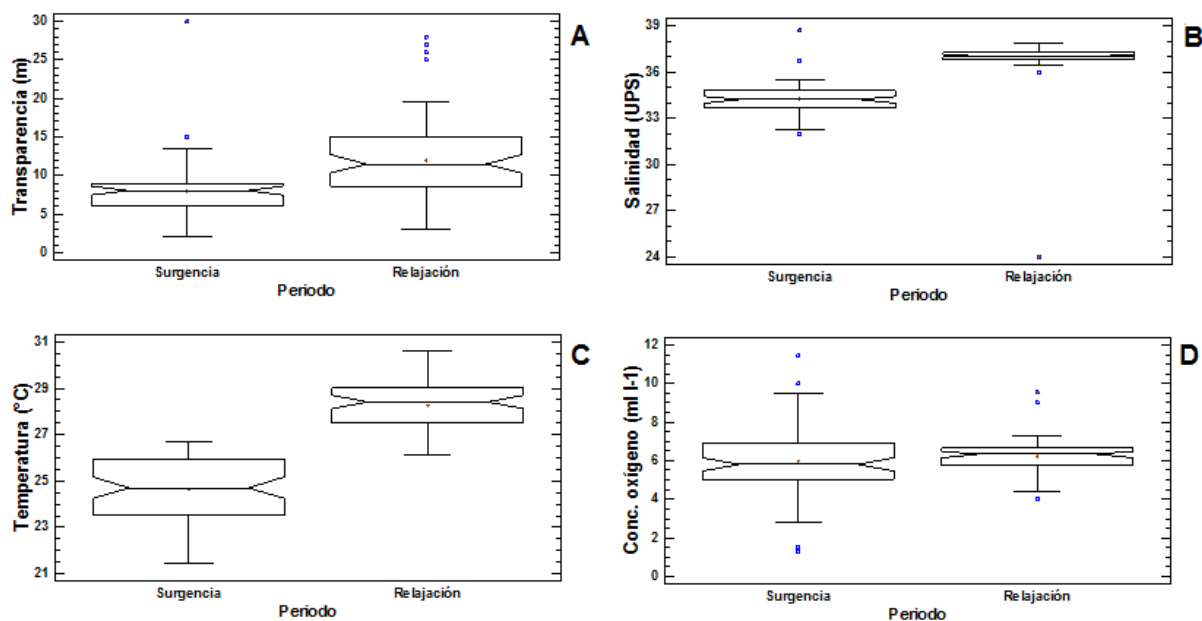 A
Transparencia (m)
30
25
20
15
10
5
0
Surgencia Relajación
Periodo
B
Salinidad (UPS)
39
36
33
30
27
24
Surgencia Relajación
Periodo
C
Temperatura (°C)
31
29
27
25
23
21
Surgencia Relajación
Periodo
D
Conc. oxígeno (ml l-1)
12
10
8
6
4
2
0
Surgencia Relajación
Periodo